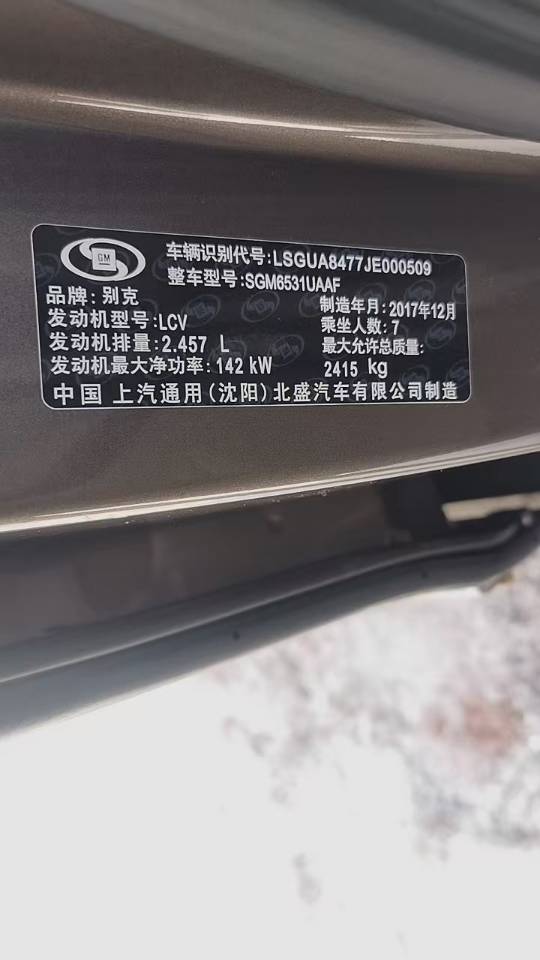 GM
车辆识别代号:LSGUA8477JE000509
整车型号:SGM6531UAAF
品牌: 别克
制造年月:2017年12月
发动机型号:LCV
乘坐人数:7
发动机排量:2.457 L
最大允许总质量:
发动机最大净功率:142 kW
2415 kg
中国 上汽通用(沈阳)北盛汽车有限公司制造